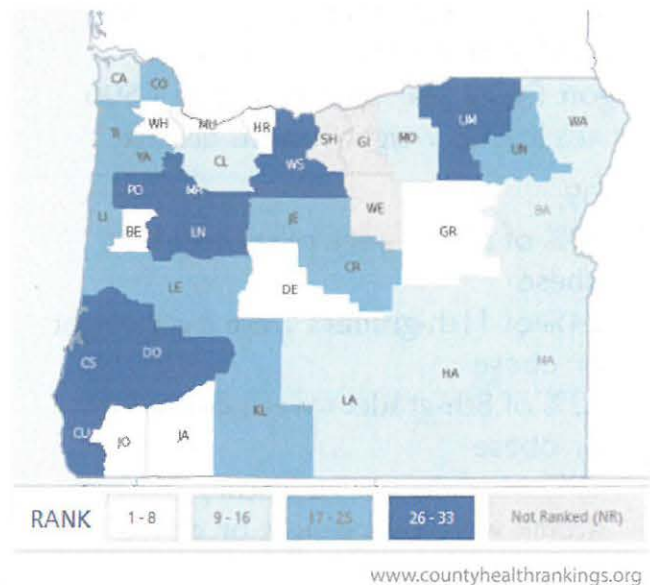 CA
CO
WH
MU
HR
SH
GI
MO
UM
UN
WA
TI
YA
CL
WS
PO
MR
WE
BA
LI
BE
LN
JE
GR
CR
LE
DE
CS
DO
HA
MA
LA
KL
CU
JO
JA
RANK
1 - 8
9 - 16
17 - 25
26 - 33
Not Ranked (NR)
www.countyhealthrankings.org